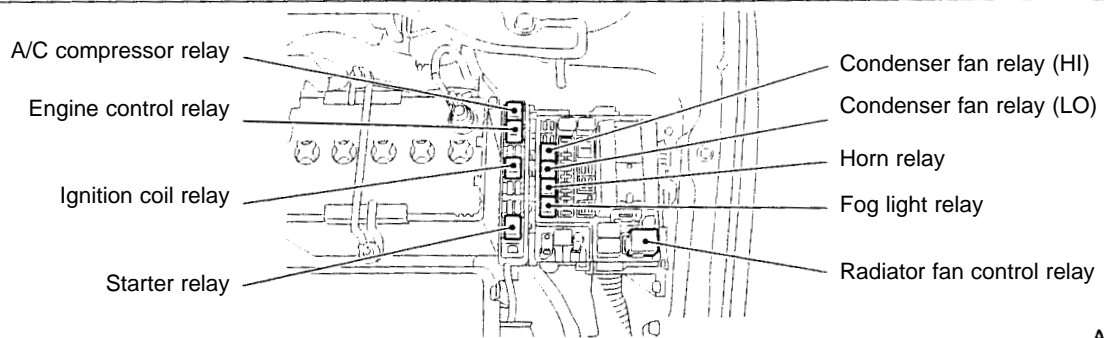 A/C compressor relay
Engine control relay
Ignition coil relay
Starter relay
Condenser fan relay (HI)
Condenser fan relay (LO)
Horn relay
Fog light relay
Radiator fan control relay
A